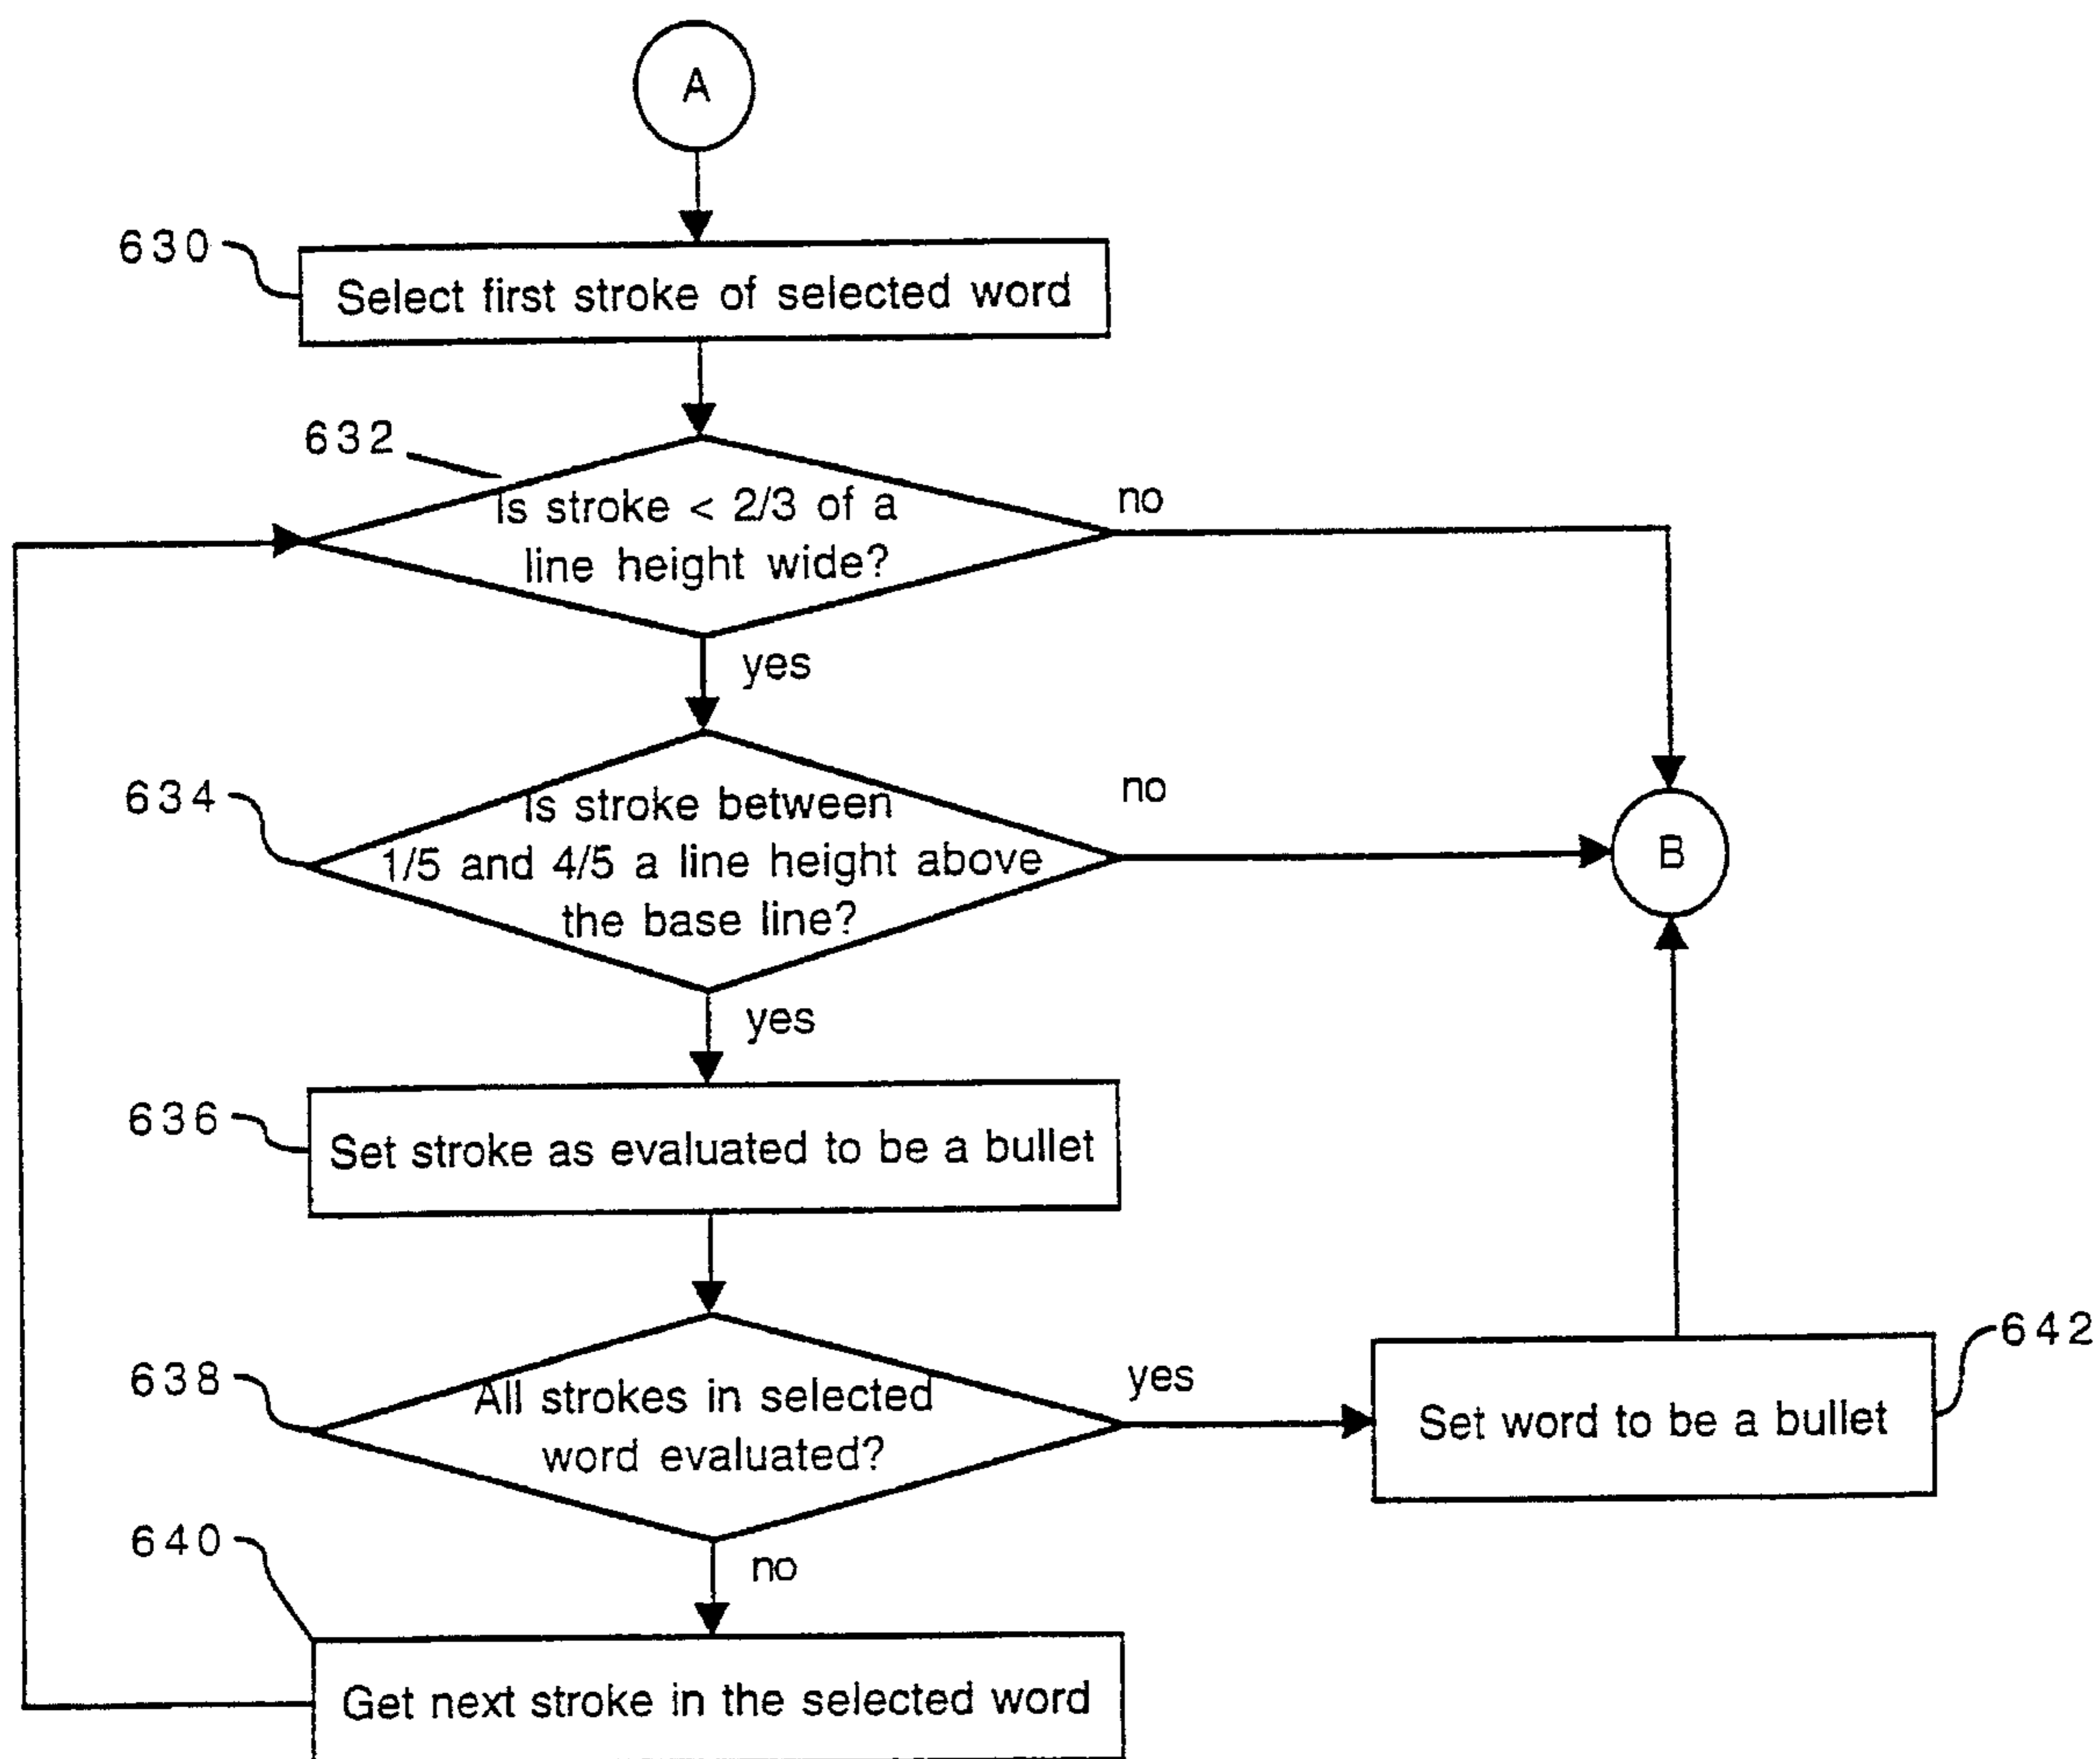 A
630
Select first stroke of selected word
632
Is stroke < 2/3 of a
line height wide?
no
yes
634
Is stroke between
1/5 and 4/5 a line height above
the base line?
no
B
yes
636
Set stroke as evaluated to be a bullet
638
All strokes in selected
word evaluated?
yes
Set word to be a bullet
642
no
640
Get next stroke in the selected word